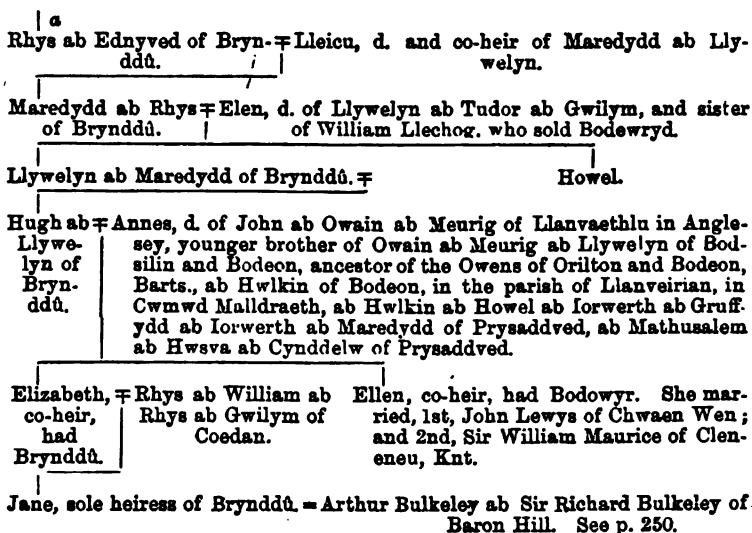 a
Rhys ab Ednyved of Bryn- ∓ Lleicu, d. and co-heir of Maredydd ab Lly-
ddû. welyn.
Maredydd ab Rhys ∓ Elen, d. of Llywelyn ab Tudor ab Gwilym, and sister
of Brynddû. of William Llechog, who sold Bodewryd.
Llywelyn ab Maredydd of Brynddû. ∓ Howel.
Hugh ab ∓ Annes, d. of John ab Owain ab Meurig of Llanvaethlu in Angle-
Llywe- sey, younger brother of Owain ab Meurig ab Llywelyn of Bod-
lyn of silin and Bodeon, ancestor of the Owens of Orilton and Bodeon,
Bryn- Barts., ab Hwlkin of Bodeon, in the parish of Llanveirian, in
ddû. Cwmwd Malldraeth, ab Hwlkin ab Howel ab Iorwerth ab Gruff-
ydd ab Iorwerth ab Maredydd of Prysaddved, ab Mathusalem
ab Hwsva ab Cynddelw of Prysaddved.
Elizabeth, ∓ Rhys ab William ab Ellen, co-heir, had Bodowyr. She mar-
co-heir, Rhys ab Gwilym of ried, 1st, John Lewys of Chwaen Wen;
had Coedan. and 2nd, Sir William Maurice of Clen-
Brynddû. eneu, Knt.
Jane, sole heiress of Brynddû. = Arthur Bulkeley ab Sir Richard Bulkeley of
Baron Hill. See p. 250.